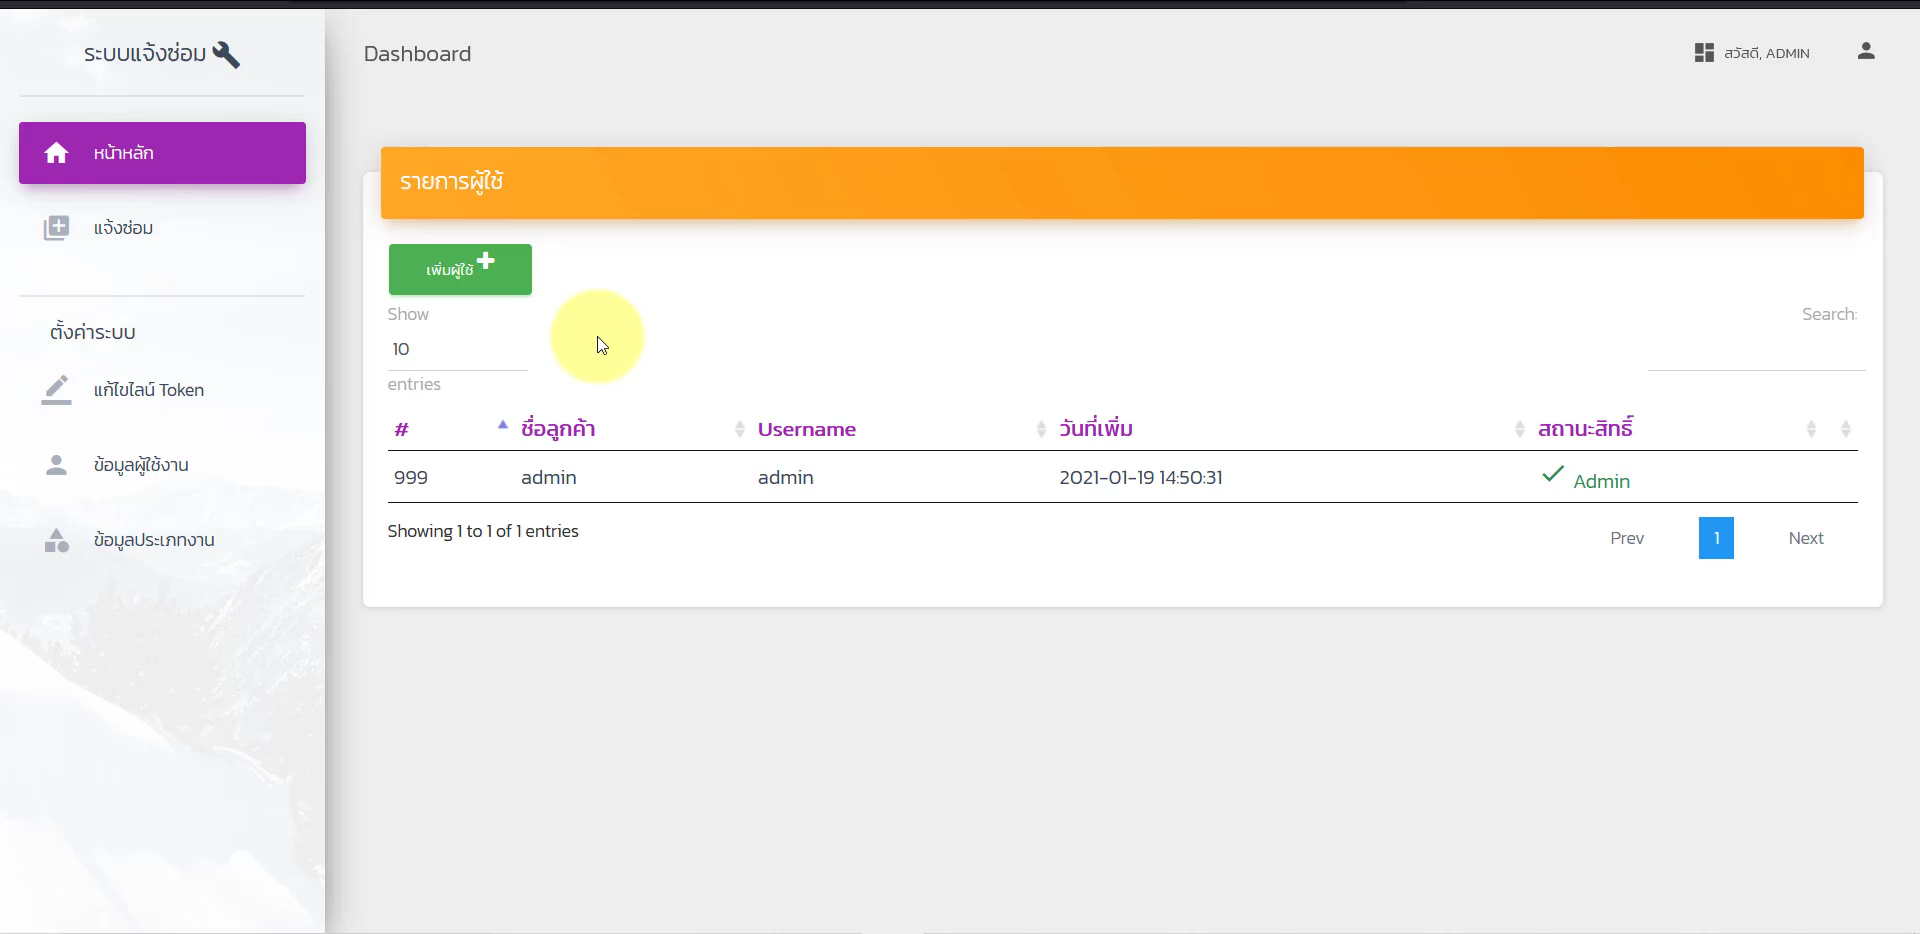 ระบบแจ้งซ่อม
หน้าหลัก
แจ้งซ่อม
ตั้งค่าระบบ
แก้ไขไลน์ Token
ข้อมูลผู้ใช้งาน
ข้อมูลประเภทงาน
Dashboard
สวัสดี, ADMIN
รายการผู้ใช้
เพิ่มผู้ใช้
Show
10
entries
Search:
# ชื่อลูกค้า Username วันที่เพิ่ม สถานะสิทธิ์
999 admin admin 2021-01-19 14:50:31 Admin
Showing 1 to 1 of 1 entries
Prev 1 Next